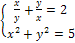 { x/y + y/x = 2
x² + y² = 5